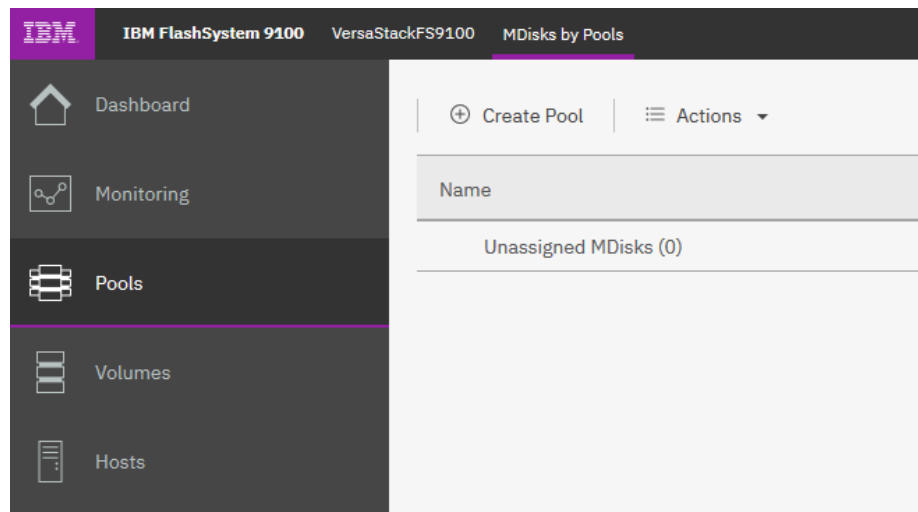 IBM IBM FlashSystem 9100 VersaStackFS9100 MDisks by Pools
Dashboard
Monitoring
Pools
Volumes
Hosts
Create Pool Actions
Name
Unassigned MDisks (0)